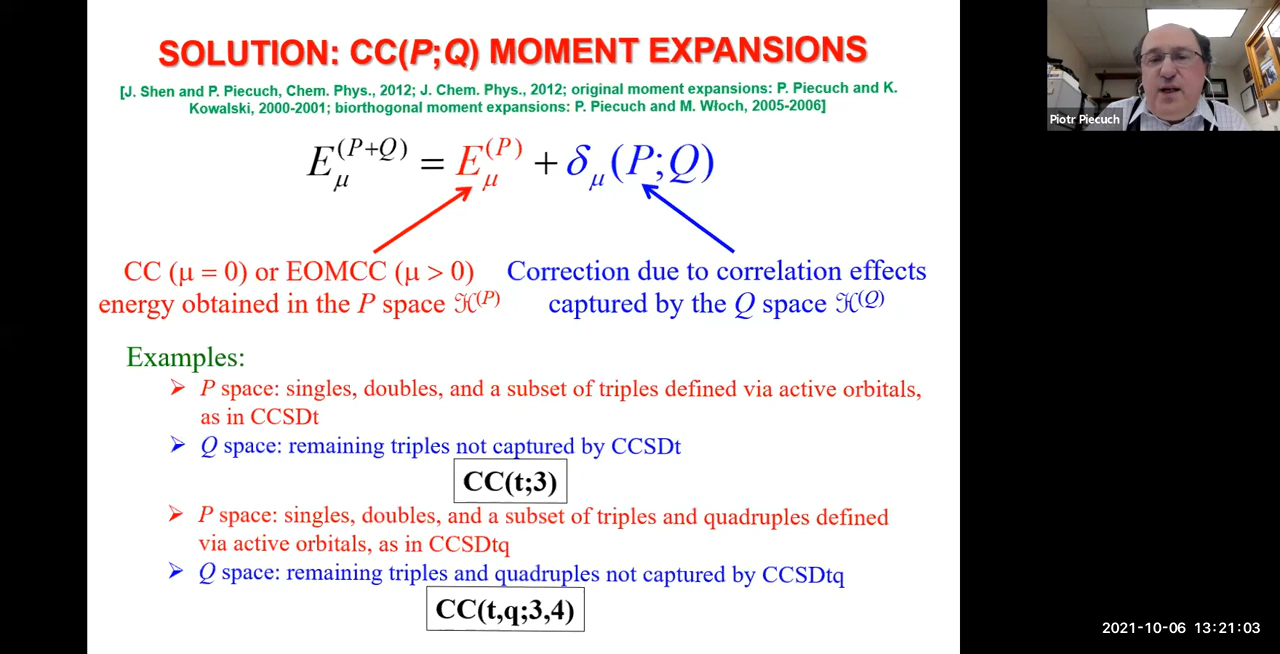 SOLUTION: CC(P;Q) MOMENT EXPANSIONS
[J. Shen and P. Piecuch, Chem. Phys., 2012; J. Chem. Phys., 2012; original moment expansions: P. Piecuch and K.
Kowalski, 2000-2001; biorthogonal moment expansions: P. Piecuch and M. Włoch, 2005-2006]
E_μ^(P+Q) = E_μ^(P) + δ_μ(P;Q)
CC (μ = 0) or EOMCC (μ > 0)
energy obtained in the P space ℋ^(P)
Correction due to correlation effects
captured by the Q space ℋ^(Q)
Examples:
➢ P space: singles, doubles, and a subset of triples defined via active orbitals,
as in CCSDt
➢ Q space: remaining triples not captured by CCSDt
CC(t;3)
➢ P space: singles, doubles, and a subset of triples and quadruples defined
via active orbitals, as in CCSDtq
➢ Q space: remaining triples and quadruples not captured by CCSDtq
CC(t,q;3,4)
Piotr Piecuch
2021-10-06 13:21:03